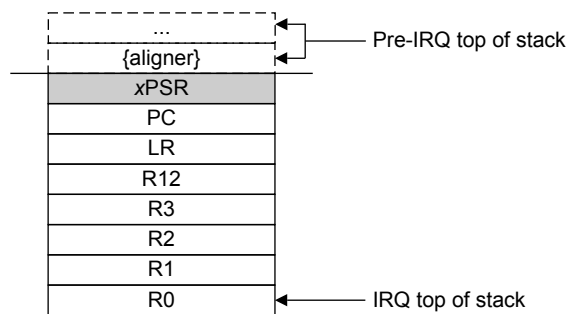 ...
Pre-IRQ top of stack
{aligner}
xPSR
PC
LR
R12
R3
R2
R1
R0
IRQ top of stack